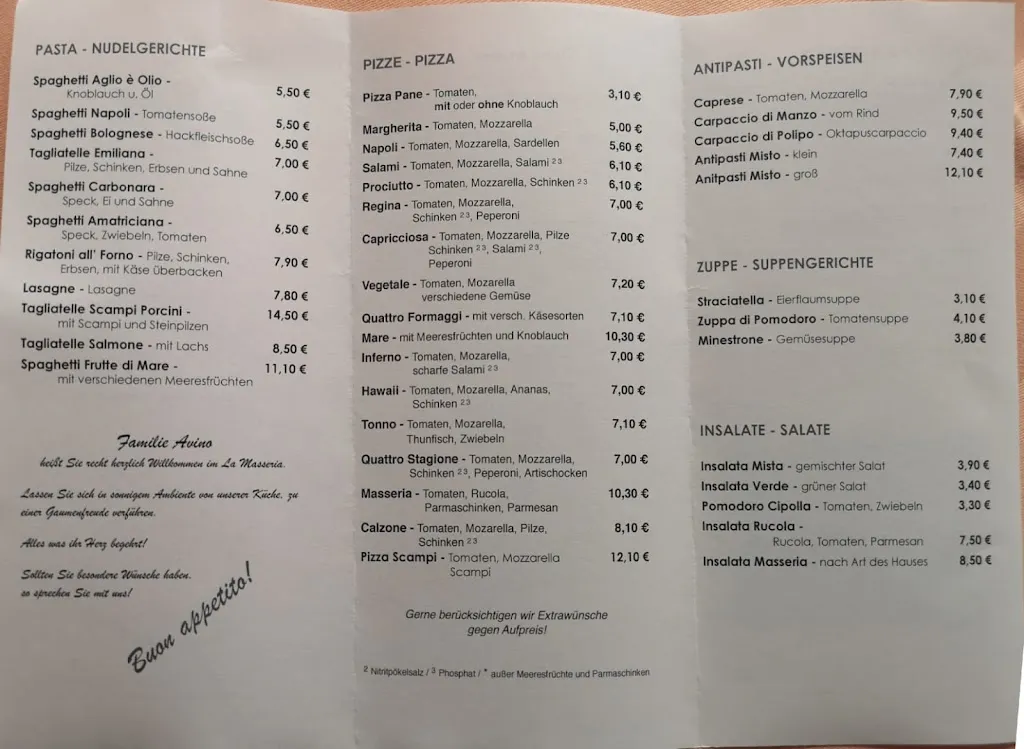 PASTA - NUDELGERICHTE
Spaghetti Aglio è Olio -
Knoblauch u. Öl 5,50 €
Spaghetti Napoli - Tomatensoße 5,50 €
Spaghetti Bolognese - Hackfleischsoße 6,50 €
Tagliatelle Emiliana - 7,00 €
Pilze, Schinken, Erbsen und Sahne
Spaghetti Carbonara -
Speck, Ei und Sahne 7,00 €
Spaghetti Amatriciana -
Speck, Zwiebeln, Tomaten 6,50 €
Rigatoni all' Forno - Pilze, Schinken,
Erbsen, mit Käse überbacken 7,90 €
Lasagne - Lasagne 7,80 €
Tagliatelle Scampi Porcini - 14,50 €
mit Scampi und Steinpilzen
Tagliatelle Salmone - mit Lachs 8,50 €
Spaghetti Frutte di Mare - 11,10 €
mit verschiedenen Meeresfrüchten
Familie Avino
heißt Sie recht herzlich Willkommen im La Masseria.
Lassen Sie sich in sonnigem Ambiente von unserer Küche, zu
einer Gaumenfreude verführen.
Alles was ihr Herz begehrt!
Sollten Sie besondere Wünsche haben,
so sprechen Sie mit uns!
Buon appetito!
PIZZE - PIZZA
Pizza Pane - Tomaten, 3,10 €
mit oder ohne Knoblauch
Margherita - Tomaten, Mozzarella 5,00 €
Napoli - Tomaten, Mozzarella, Sardellen 5,60 €
Salami - Tomaten, Mozzarella, Salami 2 3 6,10 €
Prociutto - Tomaten, Mozzarella, Schinken 2 3 6,10 €
Regina - Tomaten, Mozzarella, 7,00 €
Schinken 2 3, Peperoni
Capricciosa - Tomaten, Mozzarella, Pilze 7,00 €
Schinken 2 3, Salami 2 3,
Peperoni
Vegetale - Tomaten, Mozarella 7,20 €
verschiedene Gemüse
Quattro Formaggi - mit versch. Käsesorten 7,10 €
Mare - mit Meeresfrüchten und Knoblauch 10,30 €
Inferno - Tomaten, Mozarella, 7,00 €
scharfe Salami 2 3
Hawaii - Tomaten, Mozarella, Ananas, 7,00 €
Schinken 2 3
Tonno - Tomaten, Mozarella, 7,10 €
Thunfisch, Zwiebeln
Quattro Stagione - Tomaten, Mozzarella, 7,00 €
Schinken 2 3, Peperoni, Artischocken
Masseria - Tomaten, Rucola, 10,30 €
Parmaschinken, Parmesan
Calzone - Tomaten, Mozarella, Pilze, 8,10 €
Schinken 2 3
Pizza Scampi - Tomaten, Mozzarella 12,10 €
Scampi
Gerne berücksichtigen wir Extrawünsche
gegen Aufpreis!
2 Nitritpökelsalz / 3 Phosphat / * außer Meeresfrüchte und Parmaschinken
ANTIPASTI - VORSPEISEN
Caprese - Tomaten, Mozzarella 7,90 €
Carpaccio di Manzo - vom Rind 9,50 €
Carpaccio di Polipo - Oktapuscarpaccio 9,40 €
Antipasti Misto - klein 7,40 €
Anitpasti Misto - groß 12,10 €
ZUPPE - SUPPENGERICHTE
Straciatella - Eierflaumsuppe 3,10 €
Zuppa di Pomodoro - Tomatensuppe 4,10 €
Minestrone - Gemüsesuppe 3,80 €
INSALATE - SALATE
Insalata Mista - gemischter Salat 3,90 €
Insalata Verde - grüner Salat 3,40 €
Pomodoro Cipolla - Tomaten, Zwiebeln 3,30 €
Insalata Rucola -
Rucola, Tomaten, Parmesan 7,50 €
Insalata Masseria - nach Art des Hauses 8,50 €